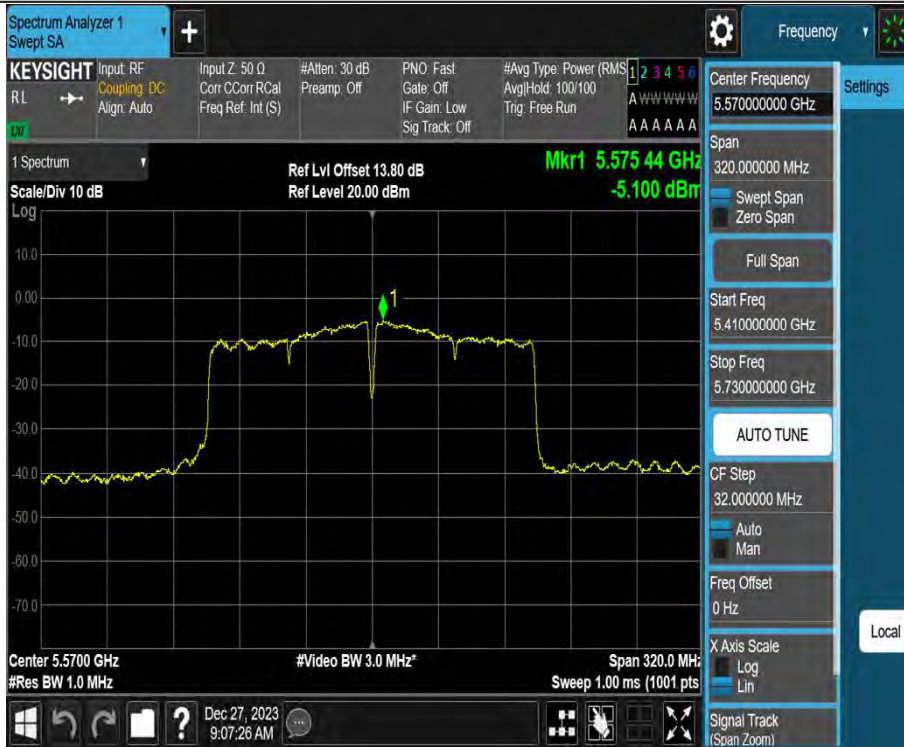 Spectrum Analyzer 1
Swept SA
+
Frequency
KEYSIGHT
RL
LXI
Input: RF
Coupling: DC
Align: Auto
Input Z: 50 Ω
Corr CCorr RCal
Freq Ref: Int (S)
#Atten: 30 dB
Preamp: Off
PNO: Fast
Gate: Off
IF Gain: Low
Sig Track: Off
#Avg Type: Power (RMS
Avg|Hold: 100/100
Trig: Free Run
1 2 3 4 5 6
A W W W W W
A A A A A A
1 Spectrum
Scale/Div 10 dB
Log
Ref Lvl Offset 13.80 dB
Ref Level 20.00 dBm
Mkr1 5.575 44 GHz
-5.100 dBm
10.0
0.00
-10.0
-20.0
-30.0
-40.0
-50.0
-60.0
-70.0
1
Center 5.5700 GHz
#Res BW 1.0 MHz
#Video BW 3.0 MHz*
Span 320.0 MHz
Sweep 1.00 ms (1001 pts
Dec 27, 2023
9:07:26 AM
?
Center Frequency
5.570000000 GHz
Span
320.000000 MHz
Swept Span
Zero Span
Full Span
Start Freq
5.410000000 GHz
Stop Freq
5.730000000 GHz
AUTO TUNE
CF Step
32.000000 MHz
Auto
Man
Freq Offset
0 Hz
X Axis Scale
Log
Lin
Signal Track
(Span Zoom)
Settings
Local